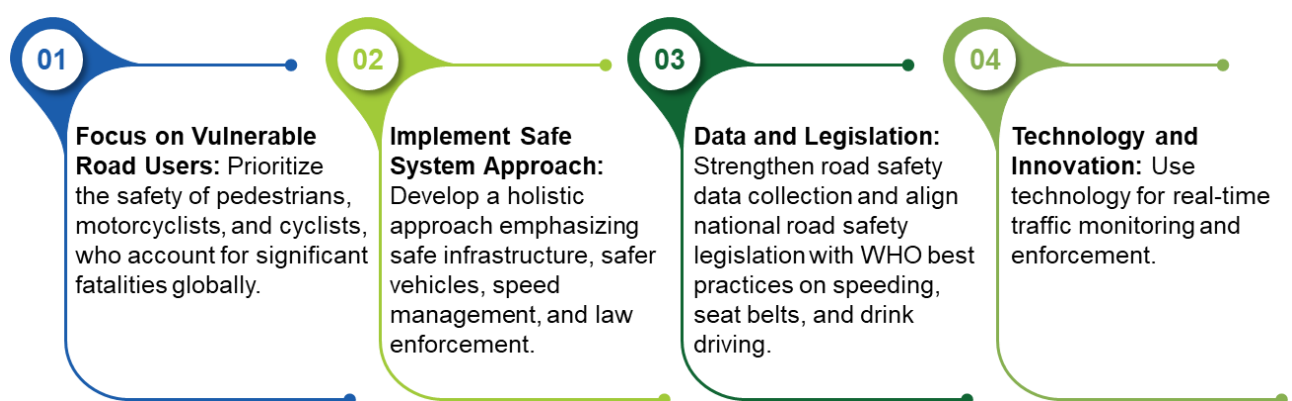 01
Focus on Vulnerable
Road Users: Prioritize
the safety of pedestrians,
motorcyclists, and cyclists,
who account for significant
fatalities globally.
02
Implement Safe
System Approach:
Develop a holistic
approach emphasizing
safe infrastructure, safer
vehicles, speed
management, and law
enforcement.
03
Data and Legislation:
Strengthen road safety
data collection and align
national road safety
legislation with WHO best
practices on speeding,
seat belts, and drink
driving.
04
Technology and
Innovation: Use
technology for real-time
traffic monitoring and
enforcement.